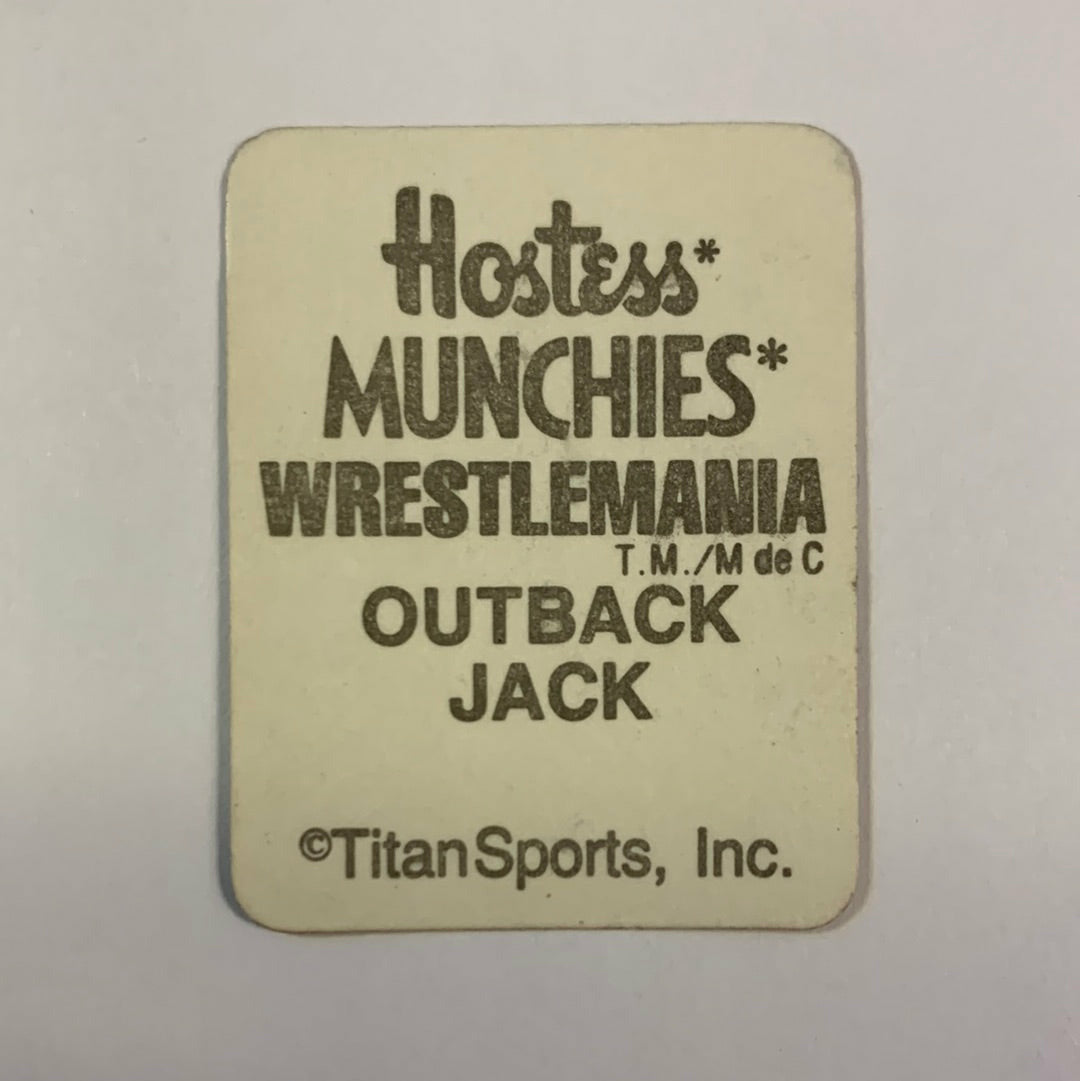 Hostess*
MUNCHIES*
WRESTLEMANIA
T.M./M de C
OUTBACK
JACK
©TitanSports, Inc.